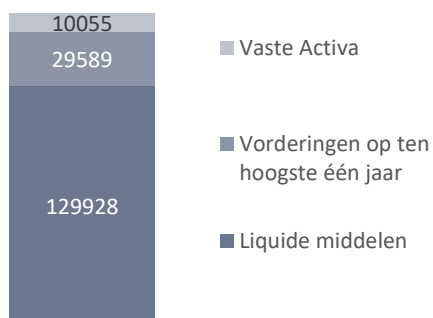 10055
29589
129928
Vaste Activa
Vorderingen op ten
hoogste één jaar
Liquide middelen